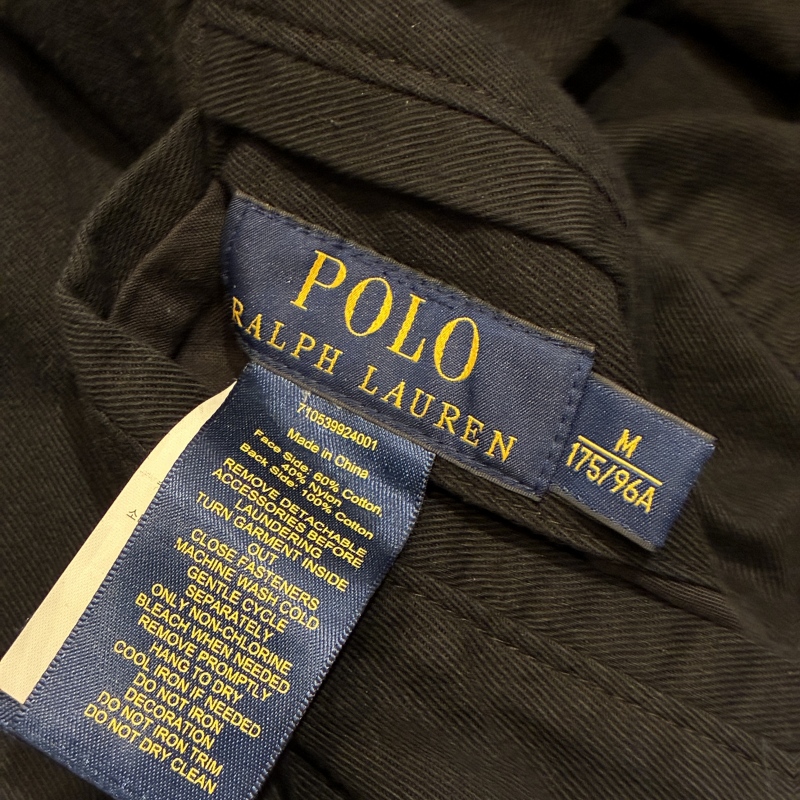 POLO
RALPH LAUREN
M
175/96A
710539924001
Made in China
Face Side: 60% Cotton,
40% Nylon
Back Side: 100% Cotton
REMOVE DETACHABLE
ACCESSORIES BEFORE
LAUNDERING
TURN GARMENT INSIDE
OUT
CLOSE FASTENERS
MACHINE WASH COLD
GENTLE CYCLE
SEPARATELY
ONLY NON-CHLORINE
BLEACH WHEN NEEDED
REMOVE PROMPTLY
HANG TO DRY
COOL IRON IF NEEDED
DO NOT IRON
DECORATION
DO NOT IRON TRIM
DO NOT DRY CLEAN